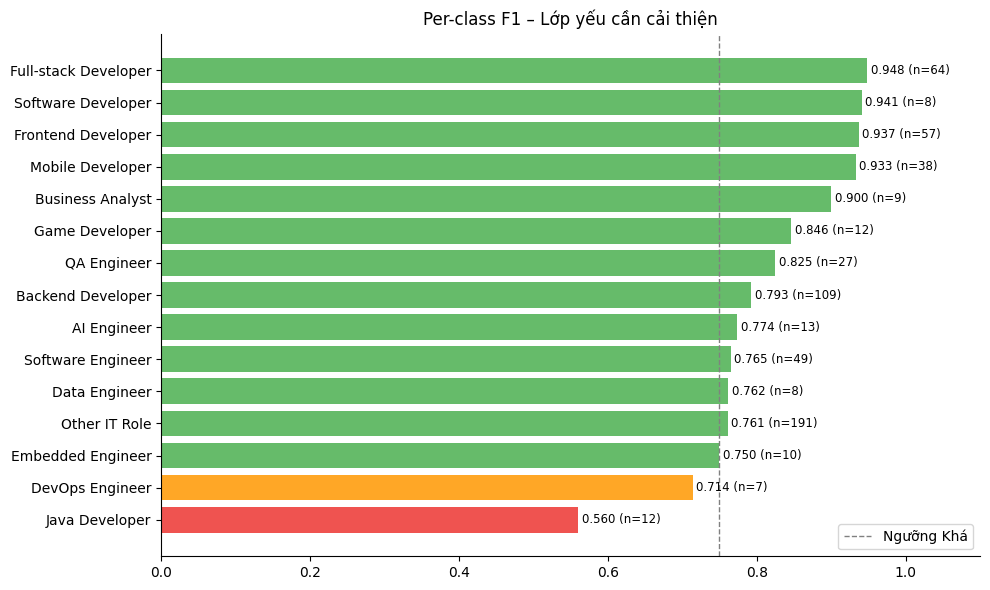 Per-class F1 – Lớp yếu cần cải thiện
Full-stack Developer 0.948 (n=64)
Software Developer 0.941 (n=8)
Frontend Developer 0.937 (n=57)
Mobile Developer 0.933 (n=38)
Business Analyst 0.900 (n=9)
Game Developer 0.846 (n=12)
QA Engineer 0.825 (n=27)
Backend Developer 0.793 (n=109)
AI Engineer 0.774 (n=13)
Software Engineer 0.765 (n=49)
Data Engineer 0.762 (n=8)
Other IT Role 0.761 (n=191)
Embedded Engineer 0.750 (n=10)
DevOps Engineer 0.714 (n=7)
Java Developer 0.560 (n=12)
Ngưỡng Khá
0.0 0.2 0.4 0.6 0.8 1.0